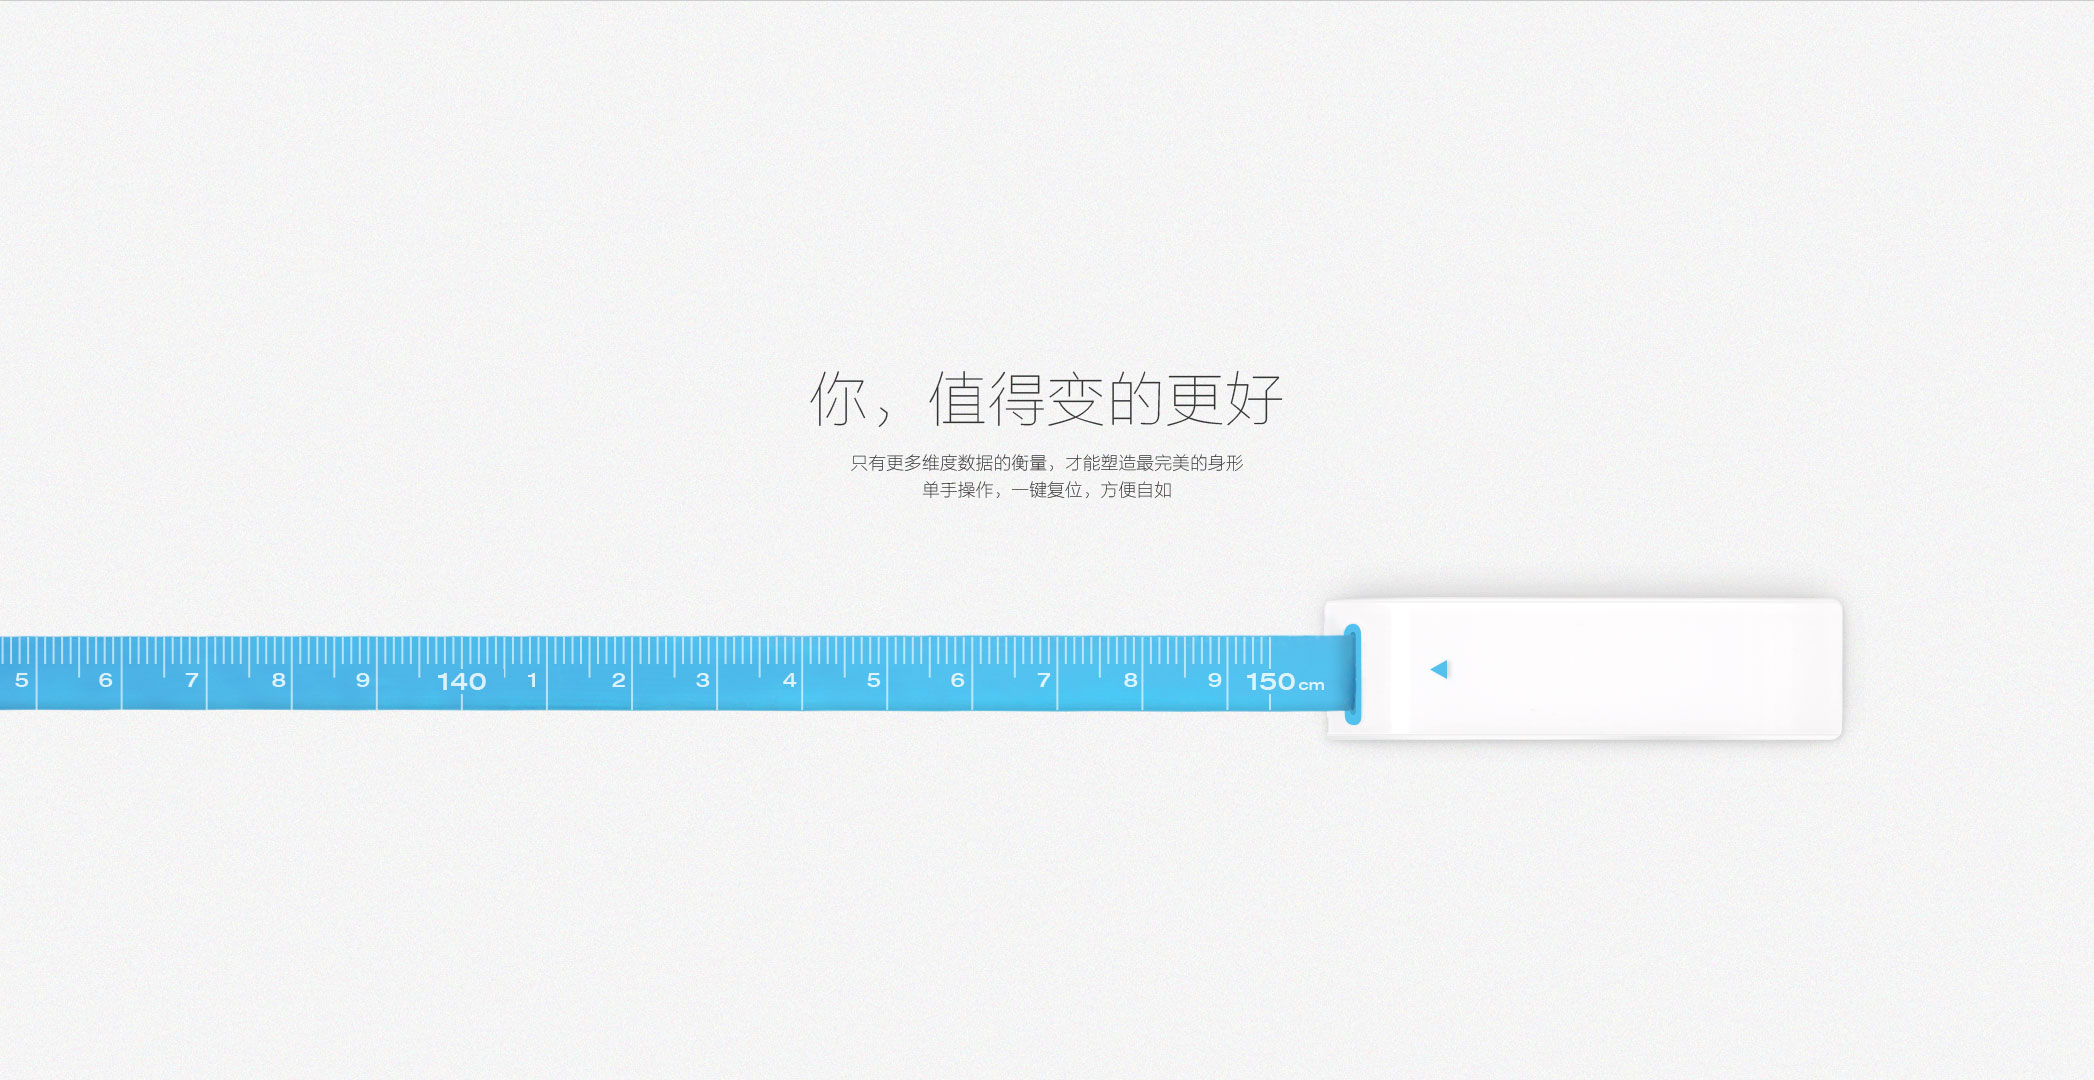 你，值得变的更好
只有更多维度数据的衡量，才能塑造最完美的身形
单手操作，一键复位，方便自如
5 6 7 8 9 140 1 2 3 4 5 6 7 8 9 150cm